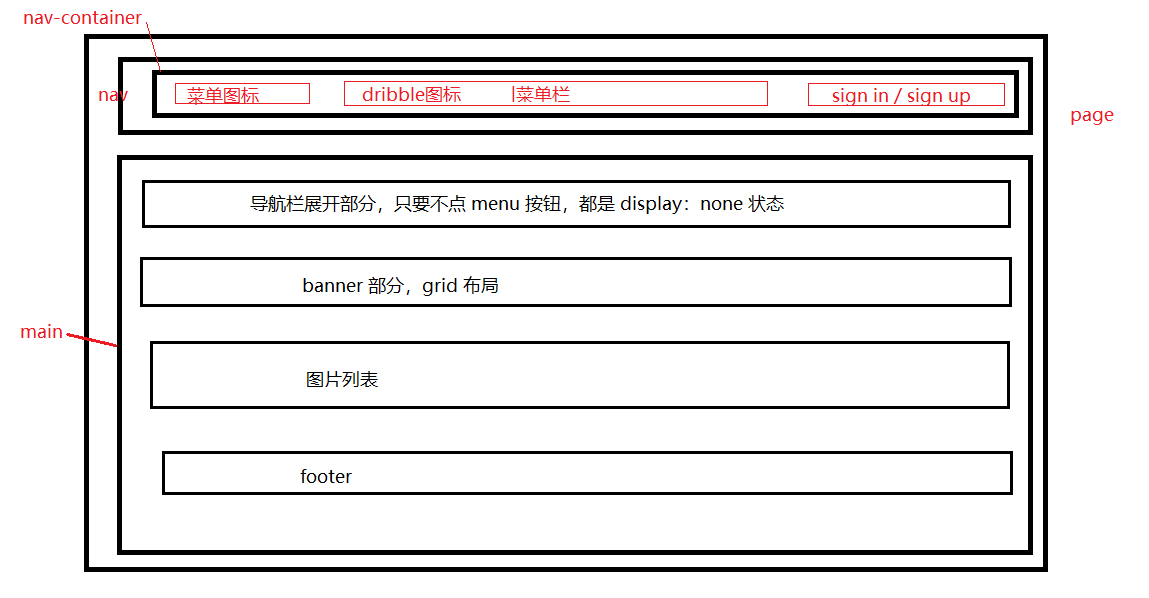 nav-container
nav
菜单图标
dribble图标
|菜单栏
sign in / sign up
page
导航栏展开部分，只要不点 menu 按钮，都是 display：none 状态
banner 部分，grid 布局
main
图片列表
footer